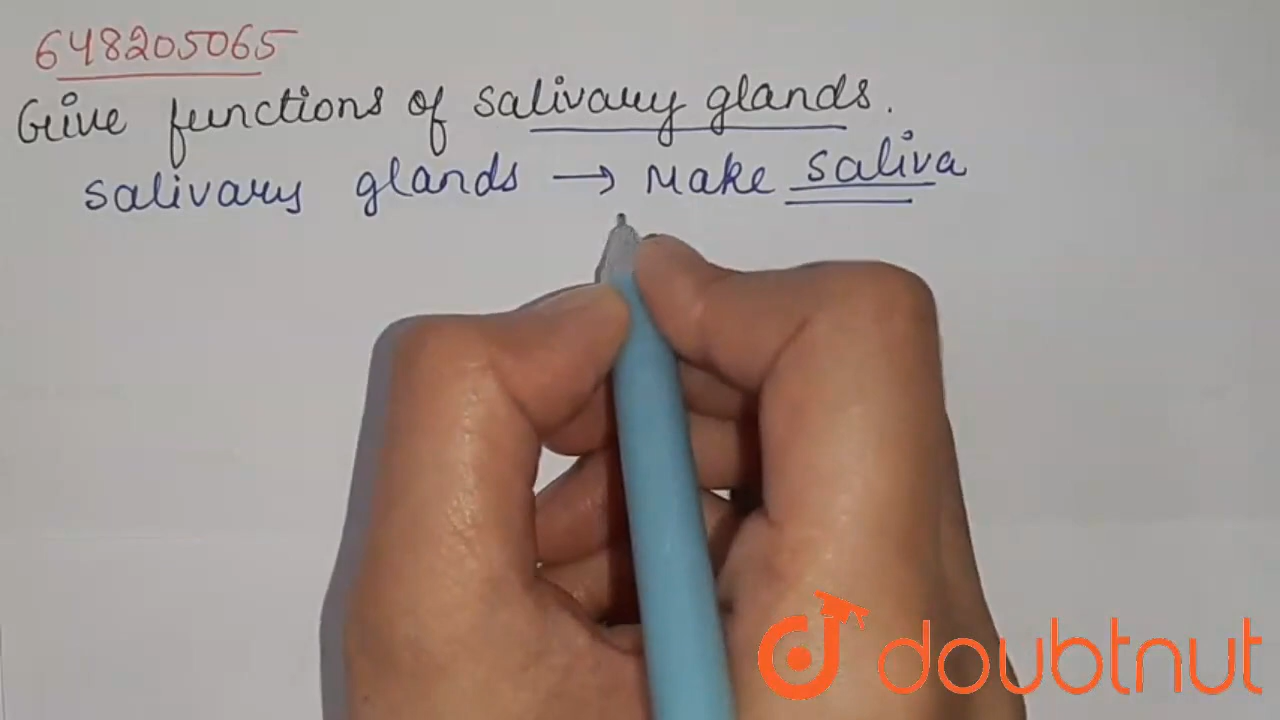 648205065
Give functions of salivary glands.
salivary glands → Make saliva
doubtnut